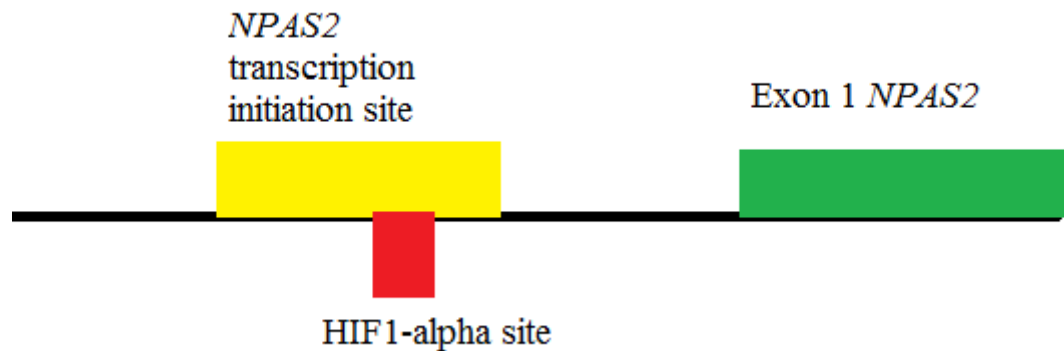 NPAS2
transcription
initiation site
Exon 1 NPAS2
HIF1-alpha site